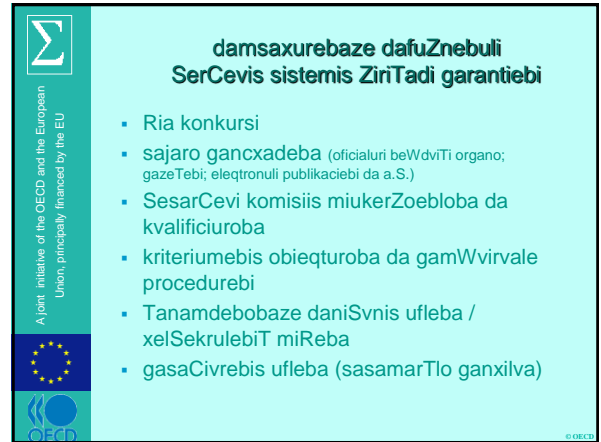 damsaxurebaze dafuZnebuli
SerCevis sistemis ZiriTadi garantiebi
Ria konkursi
sajaro gancxadeba (oficialuri beWdviTi organo;
gazeTebi; eleqtronuli publikaciebi da a.S.)
SesarCevi komisiis miukerZoebloba da
kvalificiuroba
kriteriumebis obieqturoba da gamWvirvale
procedurebi
Tanamdebobaze daniSvnis ufleba /
xelSekrulebiT miReba
gasaCivrebis ufleba (sasamarTlo ganxilva)
A joint initiative of the OECD and the European
Union, principally financed by the EU
Σ
OECD
© OECD